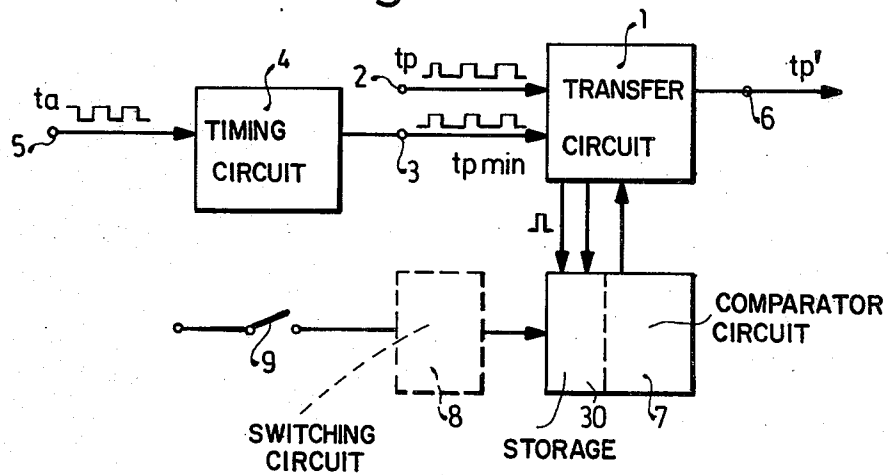 1
ta
4
tp
2
TRANSFER
CIRCUIT
tp'
6
5
TIMING
CIRCUIT
3
tp min
9
8
30
7
COMPARATOR
CIRCUIT
SWITCHING
CIRCUIT
STORAGE